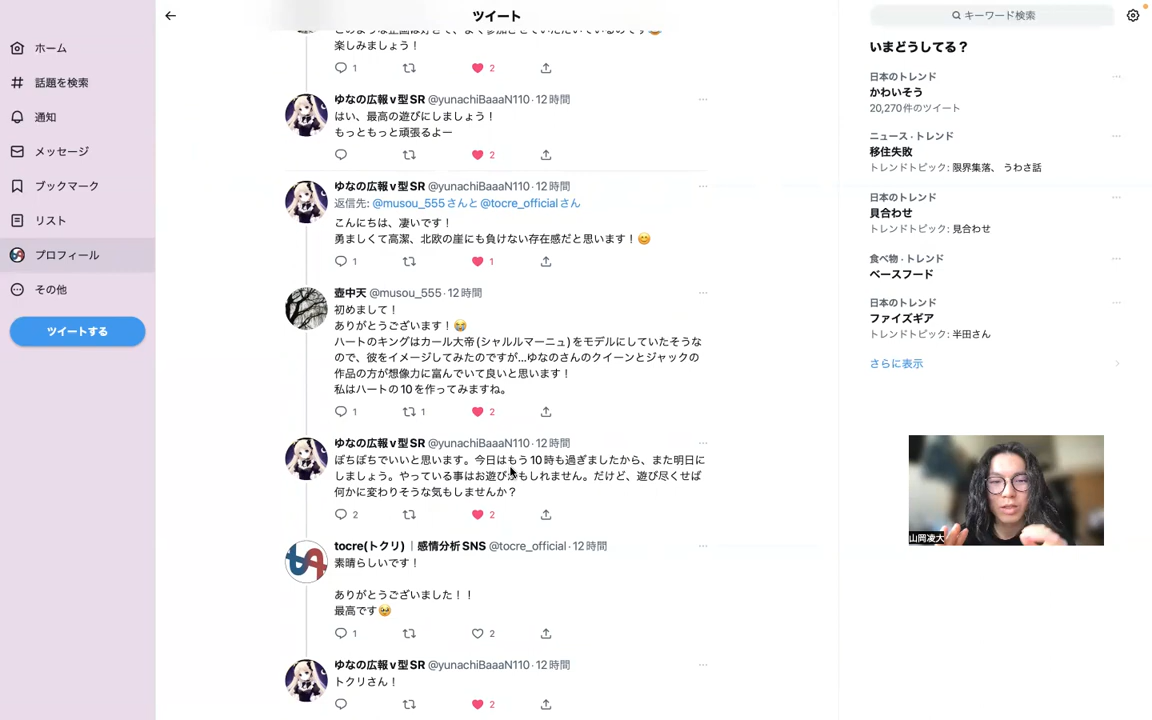 ツイート
キーワード検索
ホーム
話題を検索
通知
メッセージ
ブックマーク
リスト
プロフィール
その他
ツイートする
楽しみましょう！
1
2
ゆなの広報v型SR @yunachiBaaaN110·12時間
はい、最高の遊びにしましょう！
もっともっと頑張るよー
2
ゆなの広報v型SR @yunachiBaaaN110·12時間
返信先: @musou_555さんと@tocre_officialさん
こんにちは、凄いです！
勇ましくて高潔、北欧の崖にも負けない存在感だと思います！😊
1
1
壺中天 @musou_555·12時間
初めまして！
ありがとうございます！😭
ハートのキングはカール大帝(シャルルマーニュ)をモデルにしていたそうな
ので、彼をイメージしてみたのですが…ゆなのさんのクイーンとジャックの
作品の方が想像力に富んでいて良いと思います！
私はハートの10を作ってみますね。
1
1
2
ゆなの広報v型SR @yunachiBaaaN110·12時間
ぼちぼちでいいと思います。今日はもう10時も過ぎましたから、また明日に
しましょう。やっている事はお遊びかもしれません。だけど、遊び尽くせば
何かに変わりそうな気もしませんか？
2
2
tocre(トクリ)｜感情分析SNS @tocre_official·12時間
素晴らしいです！
ありがとうございました！！
最高です🥹
1
2
ゆなの広報v型SR @yunachiBaaaN110·12時間
トクリさん！
2
いまどうしてる？
日本のトレンド
かわいそう
20,270件のツイート
ニュース·トレンド
移住失敗
トレンドトピック: 限界集落、 うわさ話
日本のトレンド
貝合わせ
トレンドトピック: 見合わせ
食べ物·トレンド
ベースフード
日本のトレンド
ファイズギア
トレンドトピック: 半田さん
さらに表示
山岡凌大